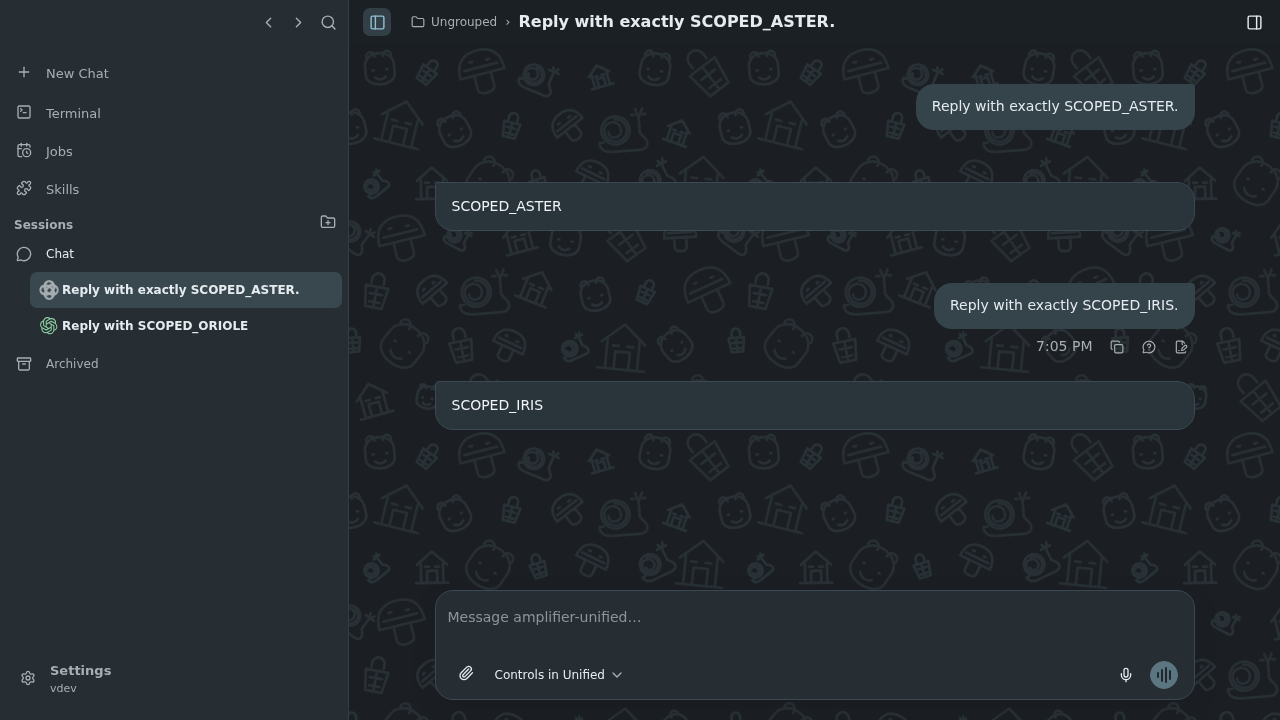 Ungrouped › Reply with exactly SCOPED_ASTER.
New Chat
Terminal
Jobs
Skills
Sessions
Chat
Reply with exactly SCOPED_ASTER.
Reply with SCOPED_ORIOLE
Archived
Settings
vdev
Reply with exactly SCOPED_ASTER.
SCOPED_ASTER
Reply with exactly SCOPED_IRIS.
7:05 PM
SCOPED_IRIS
Message amplifier-unified...
Controls in Unified